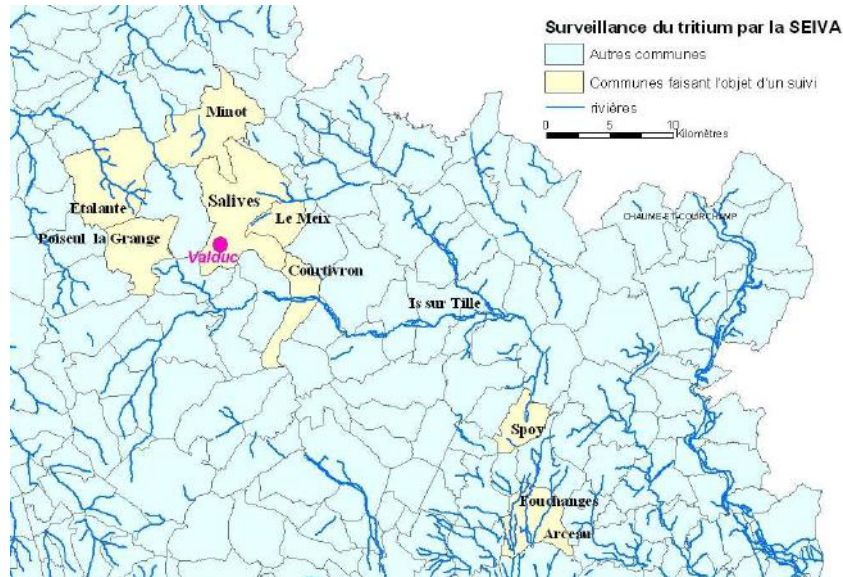 Surveillance du tritium par la SEIVA
Autres communes
Communes faisant l'objet d'un suivi
rivières
0 5 10
Kilomètres
Minot
Salives
Etalante
Le Meix
CHAUME-ET-COURCHAMP
Poiseul la Grange
Valduc
Courtivron
Is sur Tille
Spoy
Fouchanges
Arceau